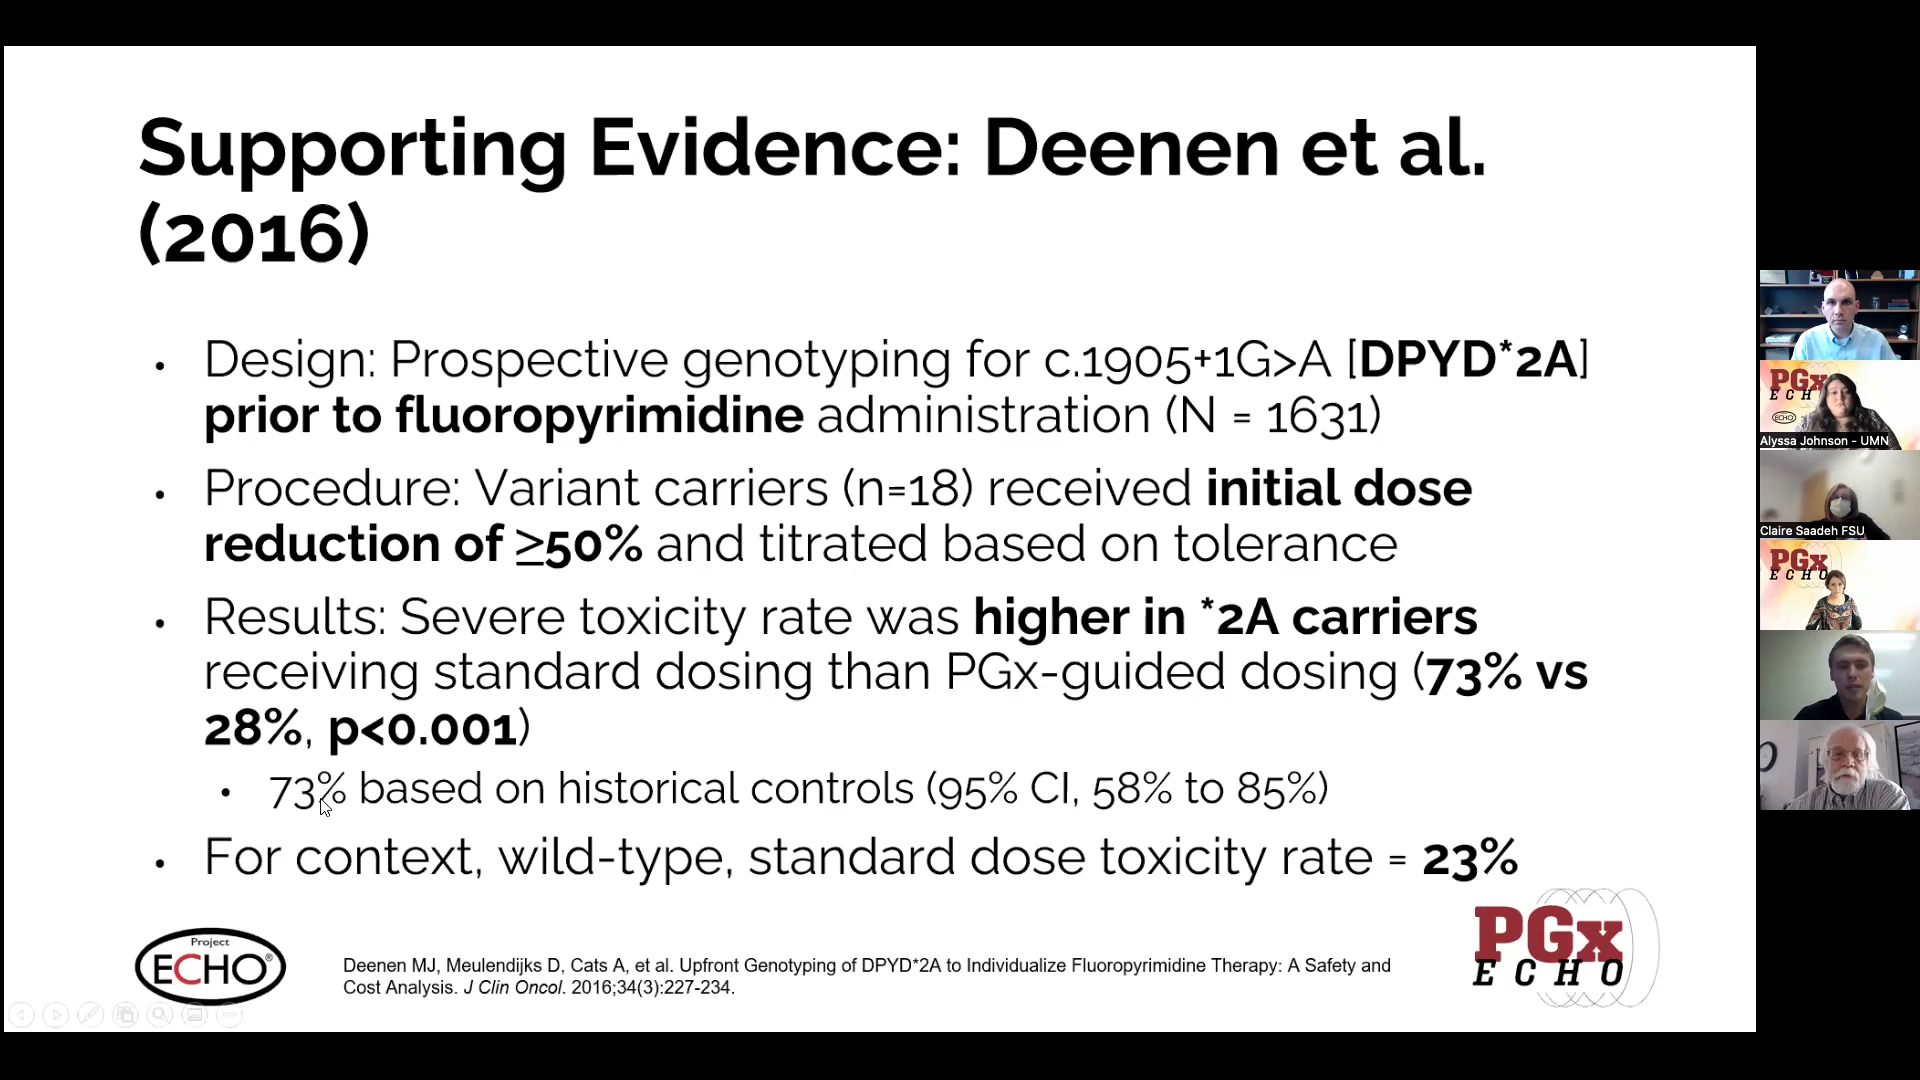 Supporting Evidence: Deenen et al.
(2016)
• Design: Prospective genotyping for c.1905+1G>A [DPYD*2A]
prior to fluoropyrimidine administration (N = 1631)
• Procedure: Variant carriers (n=18) received initial dose
reduction of ≥50% and titrated based on tolerance
• Results: Severe toxicity rate was higher in *2A carriers
receiving standard dosing than PGx-guided dosing (73% vs
28%, p<0.001)
• 73% based on historical controls (95% CI, 58% to 85%)
• For context, wild-type, standard dose toxicity rate = 23%
Project
ECHO®
Deenen MJ, Meulendijks D, Cats A, et al. Upfront Genotyping of DPYD*2A to Individualize Fluoropyrimidine Therapy: A Safety and
Cost Analysis. J Clin Oncol. 2016;34(3):227-234.
PGx
ECHO
PGx
ECH
ECHO
Alyssa Johnson - UMN
Claire Saadeh FSU
PGx
ECHO